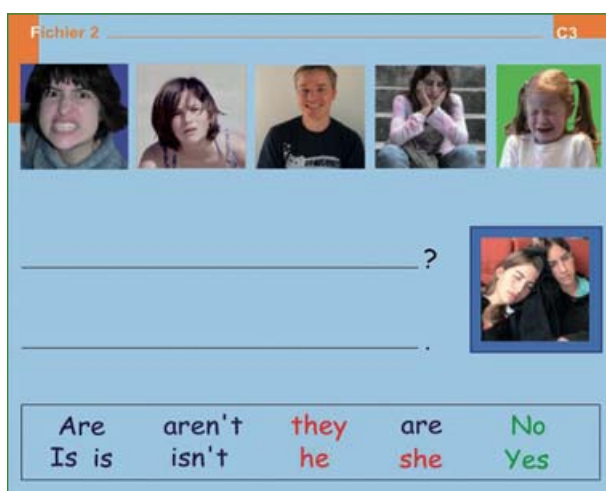 Fichier 2 C3
?
.
Are aren't they are No
Is is isn't he she Yes